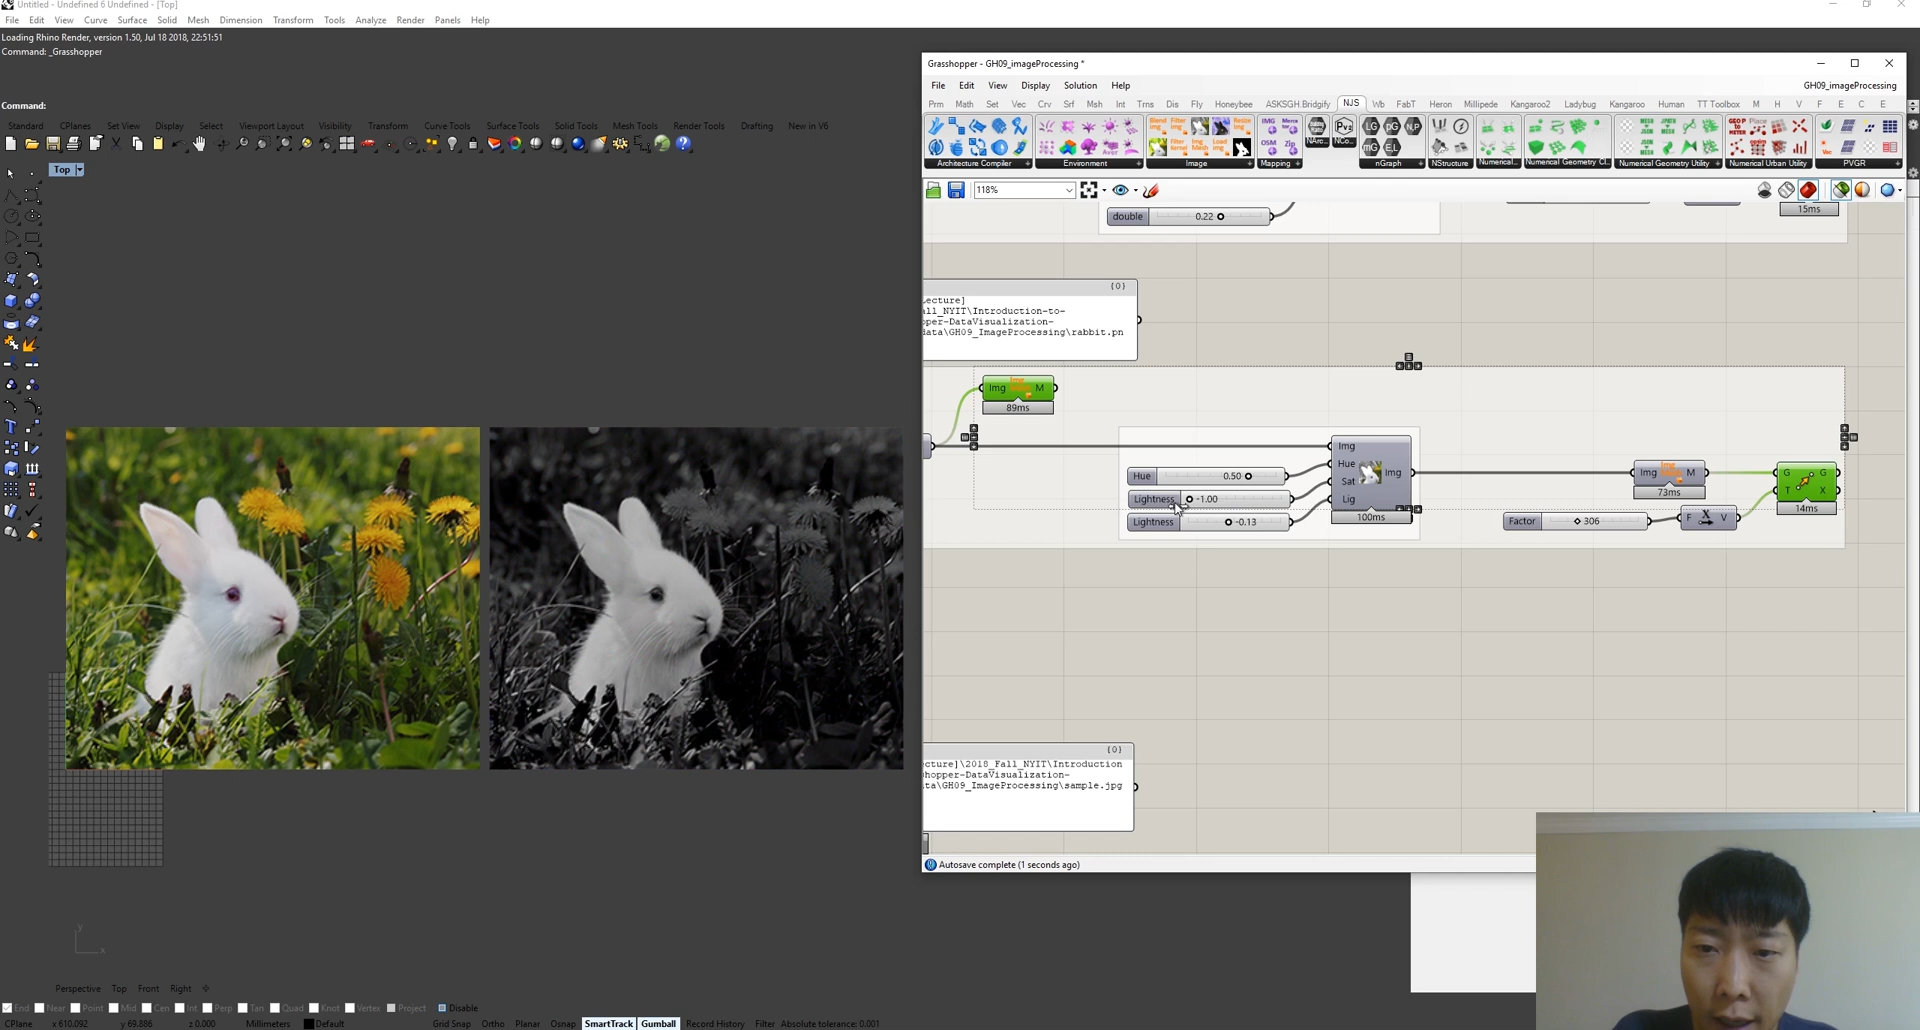 Untitled - Undefined 6 Undefined - [Top]
File Edit View Curve Surface Solid Mesh Dimension Transform Tools Analyze Render Panels Help
Loading Rhino Render, version 1.50, Jul 18 2018, 22:51:51
Command: _Grasshopper
Command:
Standard CPlanes Set View Display Select Viewport Layout Visibility Transform Curve Tools Surface Tools Solid Tools Mesh Tools Render Tools Drafting New in V6
Top
Grasshopper - GH09_imageProcessing *
File Edit View Display Solution Help
GH09_imageProcessing
Prm Math Set Vec Crv Srf Msh Int Trns Dis Fly Honeybee ASKSGH.Bridgify NJS Wb FabT Heron Millipede Kangaroo2 Ladybug Kangaroo Human TT Toolbox M H V F E C E
Architecture Compiler Environment Image Mapping NArc... NCo... nGraph NStructure Numerical... Numerical Geometry Cl... Numerical Geometry Utility Numerical Urban Utility PVGR
118%
double 0.22
15ms
{0}
Lecture]
all_NYIT\Introduction-to-
pper-DataVisualization-
data\GH09_ImageProcessing\rabbit.pn
Img M
89ms
Hue 0.50
Lightness -1.00
Lightness -0.13
Img
Hue
Sat
Lig
Img
100ms
Img M
73ms
Factor 306
F X V
G G
T X
14ms
{0}
ecture]\2018_Fall_NYIT\Introduction
shopper-DataVisualization-
ata\GH09_ImageProcessing\sample.jpg
Autosave complete (1 seconds ago)
y
x
Perspective Top Front Right
End Near Point Mid Cen Int Perp Tan Quad Knot Vertex Project Disable
CPlane x 610.092 y 69.886 z 0.000 Millimeters Default Grid Snap Ortho Planar Osnap SmartTrack Gumball Record History Filter Absolute tolerance: 0.001